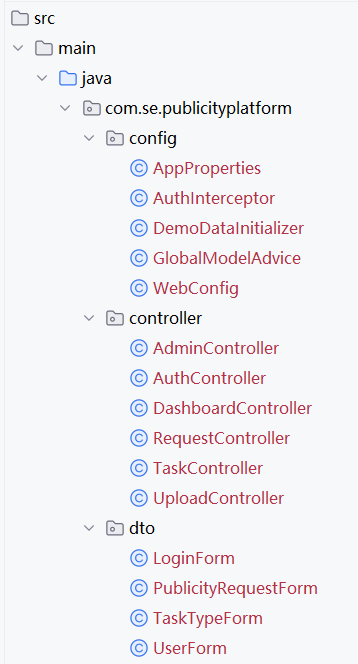 src
main
java
com.se.publicityplatform
config
AppProperties
AuthInterceptor
DemoDataInitializer
GlobalModelAdvice
WebConfig
controller
AdminController
AuthController
DashboardController
RequestController
TaskController
UploadController
dto
LoginForm
PublicityRequestForm
TaskTypeForm
UserForm